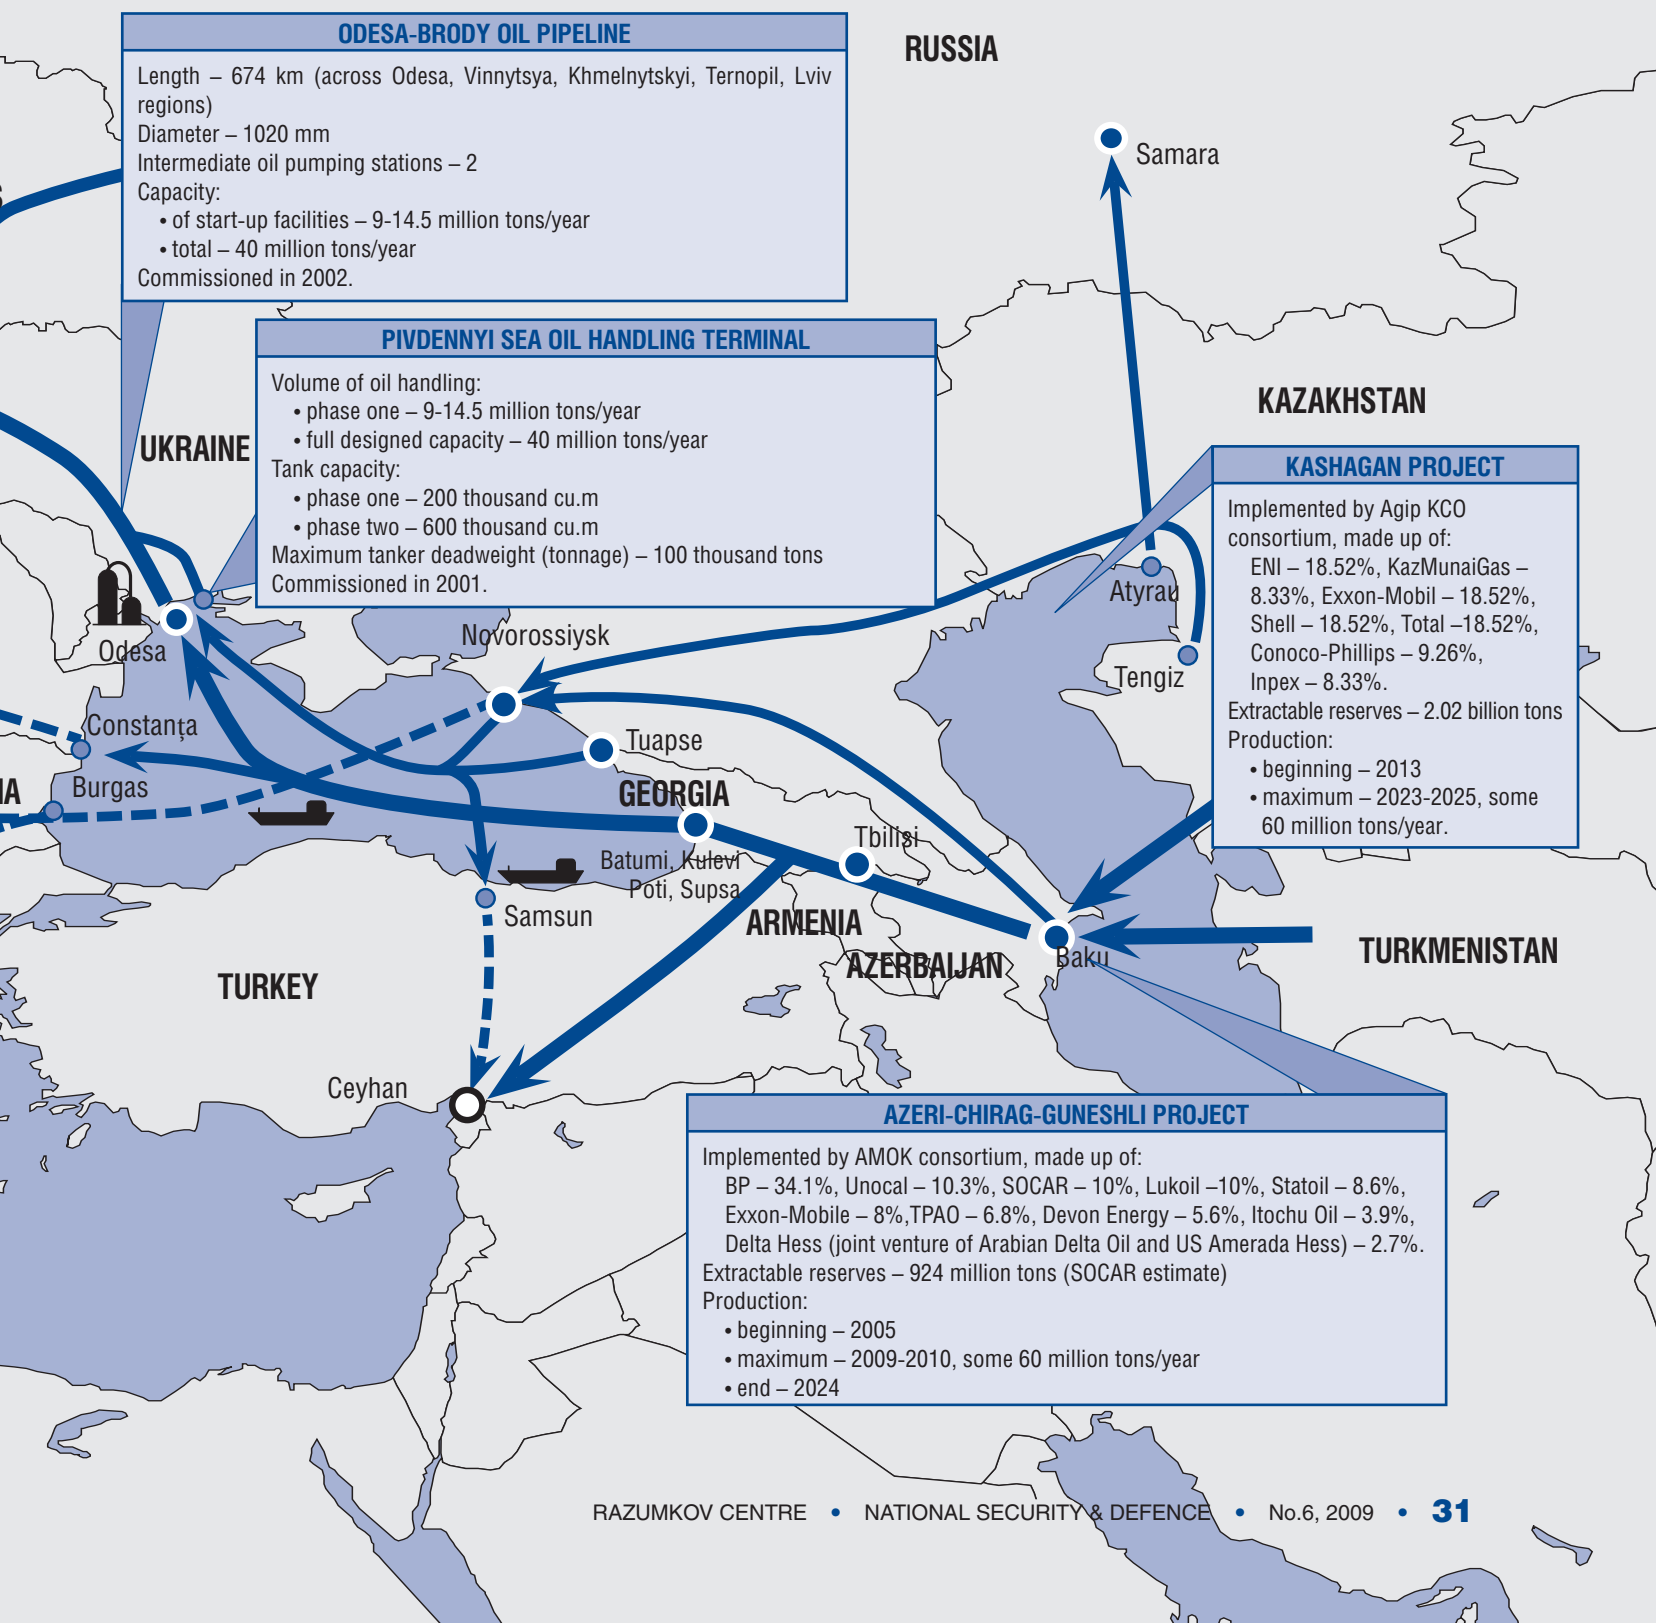 ODESA-BRODY OIL PIPELINE
Length – 674 km (across Odesa, Vinnytsya, Khmelnytskyi, Ternopil, Lviv
regions)
Diameter – 1020 mm
Intermediate oil pumping stations – 2
Capacity:
• of start-up facilities – 9-14.5 million tons/year
• total – 40 million tons/year
Commissioned in 2002.
RUSSIA
Samara
PIVDENNYI SEA OIL HANDLING TERMINAL
Volume of oil handling:
• phase one – 9-14.5 million tons/year
• full designed capacity – 40 million tons/year
Tank capacity:
• phase one – 200 thousand cu.m
• phase two – 600 thousand cu.m
Maximum tanker deadweight (tonnage) – 100 thousand tons
Commissioned in 2001.
UKRAINE
KAZAKHSTAN
KASHAGAN PROJECT
Implemented by Agip KCO
consortium, made up of:
ENI – 18.52%, KazMunaiGas –
8.33%, Exxon-Mobil – 18.52%,
Shell – 18.52%, Total –18.52%,
Conoco-Phillips – 9.26%,
Inpex – 8.33%.
Extractable reserves – 2.02 billion tons
Production:
• beginning – 2013
• maximum – 2023-2025, some
60 million tons/year.
Atyrau
Novorossiysk
Odesa
Tengiz
Constanța
Tuapse
Burgas
IA
GEORGIA
Tbilisi
Batumi, Kulevi
Poti, Supsa
Samsun
ARMENIA
AZERBAIJAN
Baku
TURKMENISTAN
TURKEY
Ceyhan
AZERI-CHIRAG-GUNESHLI PROJECT
Implemented by AMOK consortium, made up of:
BP – 34.1%, Unocal – 10.3%, SOCAR – 10%, Lukoil –10%, Statoil – 8.6%,
Exxon-Mobile – 8%,TPAO – 6.8%, Devon Energy – 5.6%, Itochu Oil – 3.9%,
Delta Hess (joint venture of Arabian Delta Oil and US Amerada Hess) – 2.7%.
Extractable reserves – 924 million tons (SOCAR estimate)
Production:
• beginning – 2005
• maximum – 2009-2010, some 60 million tons/year
• end – 2024
RAZUMKOV CENTRE • NATIONAL SECURITY & DEFENCE • No.6, 2009 • 31